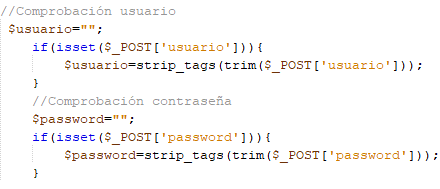 //Comprobación usuario
$usuario="";
if(isset($_POST['usuario'])){
$usuario=strip_tags(trim($_POST['usuario']));
}
//Comprobación contraseña
$password="";
if(isset($_POST['password'])){
$password=strip_tags(trim($_POST['password']));
}